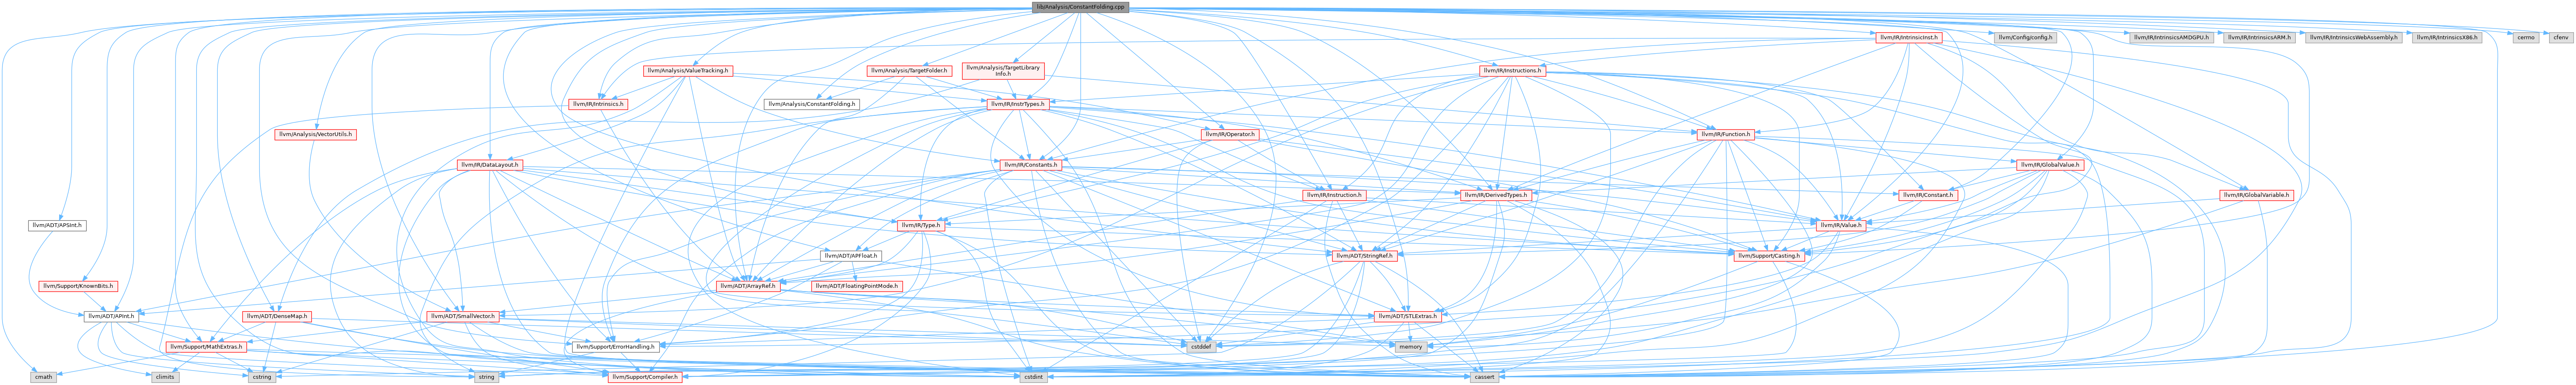 lib/Analysis/ConstantFolding.cpp
llvm/IR/IntrinsicInst.h
llvm/Config/config.h
llvm/IR/IntrinsicsAMDGPU.h
llvm/IR/IntrinsicsARM.h
llvm/IR/IntrinsicsWebAssembly.h
llvm/IR/IntrinsicsX86.h
cerrno
cfenv
llvm/Analysis/ValueTracking.h
llvm/Analysis/TargetFolder.h
llvm/Analysis/TargetLibrary
Info.h
llvm/IR/Instructions.h
llvm/IR/Intrinsics.h
llvm/Analysis/ConstantFolding.h
llvm/IR/InstrTypes.h
llvm/Analysis/VectorUtils.h
llvm/IR/Operator.h
llvm/IR/Function.h
llvm/IR/DataLayout.h
llvm/IR/Constants.h
llvm/IR/GlobalValue.h
llvm/IR/Instruction.h
llvm/IR/DerivedTypes.h
llvm/IR/Constant.h
llvm/IR/GlobalVariable.h
llvm/ADT/APSInt.h
llvm/IR/Type.h
llvm/IR/Value.h
llvm/ADT/APFloat.h
llvm/ADT/StringRef.h
llvm/Support/Casting.h
llvm/Support/KnownBits.h
llvm/ADT/ArrayRef.h
llvm/ADT/FloatingPointMode.h
llvm/ADT/APInt.h
llvm/ADT/DenseMap.h
llvm/ADT/SmallVector.h
llvm/ADT/STLExtras.h
llvm/Support/MathExtras.h
llvm/Support/ErrorHandling.h
cstddef
memory
cmath
climits
cstring
string
llvm/Support/Compiler.h
cstdint
cassert